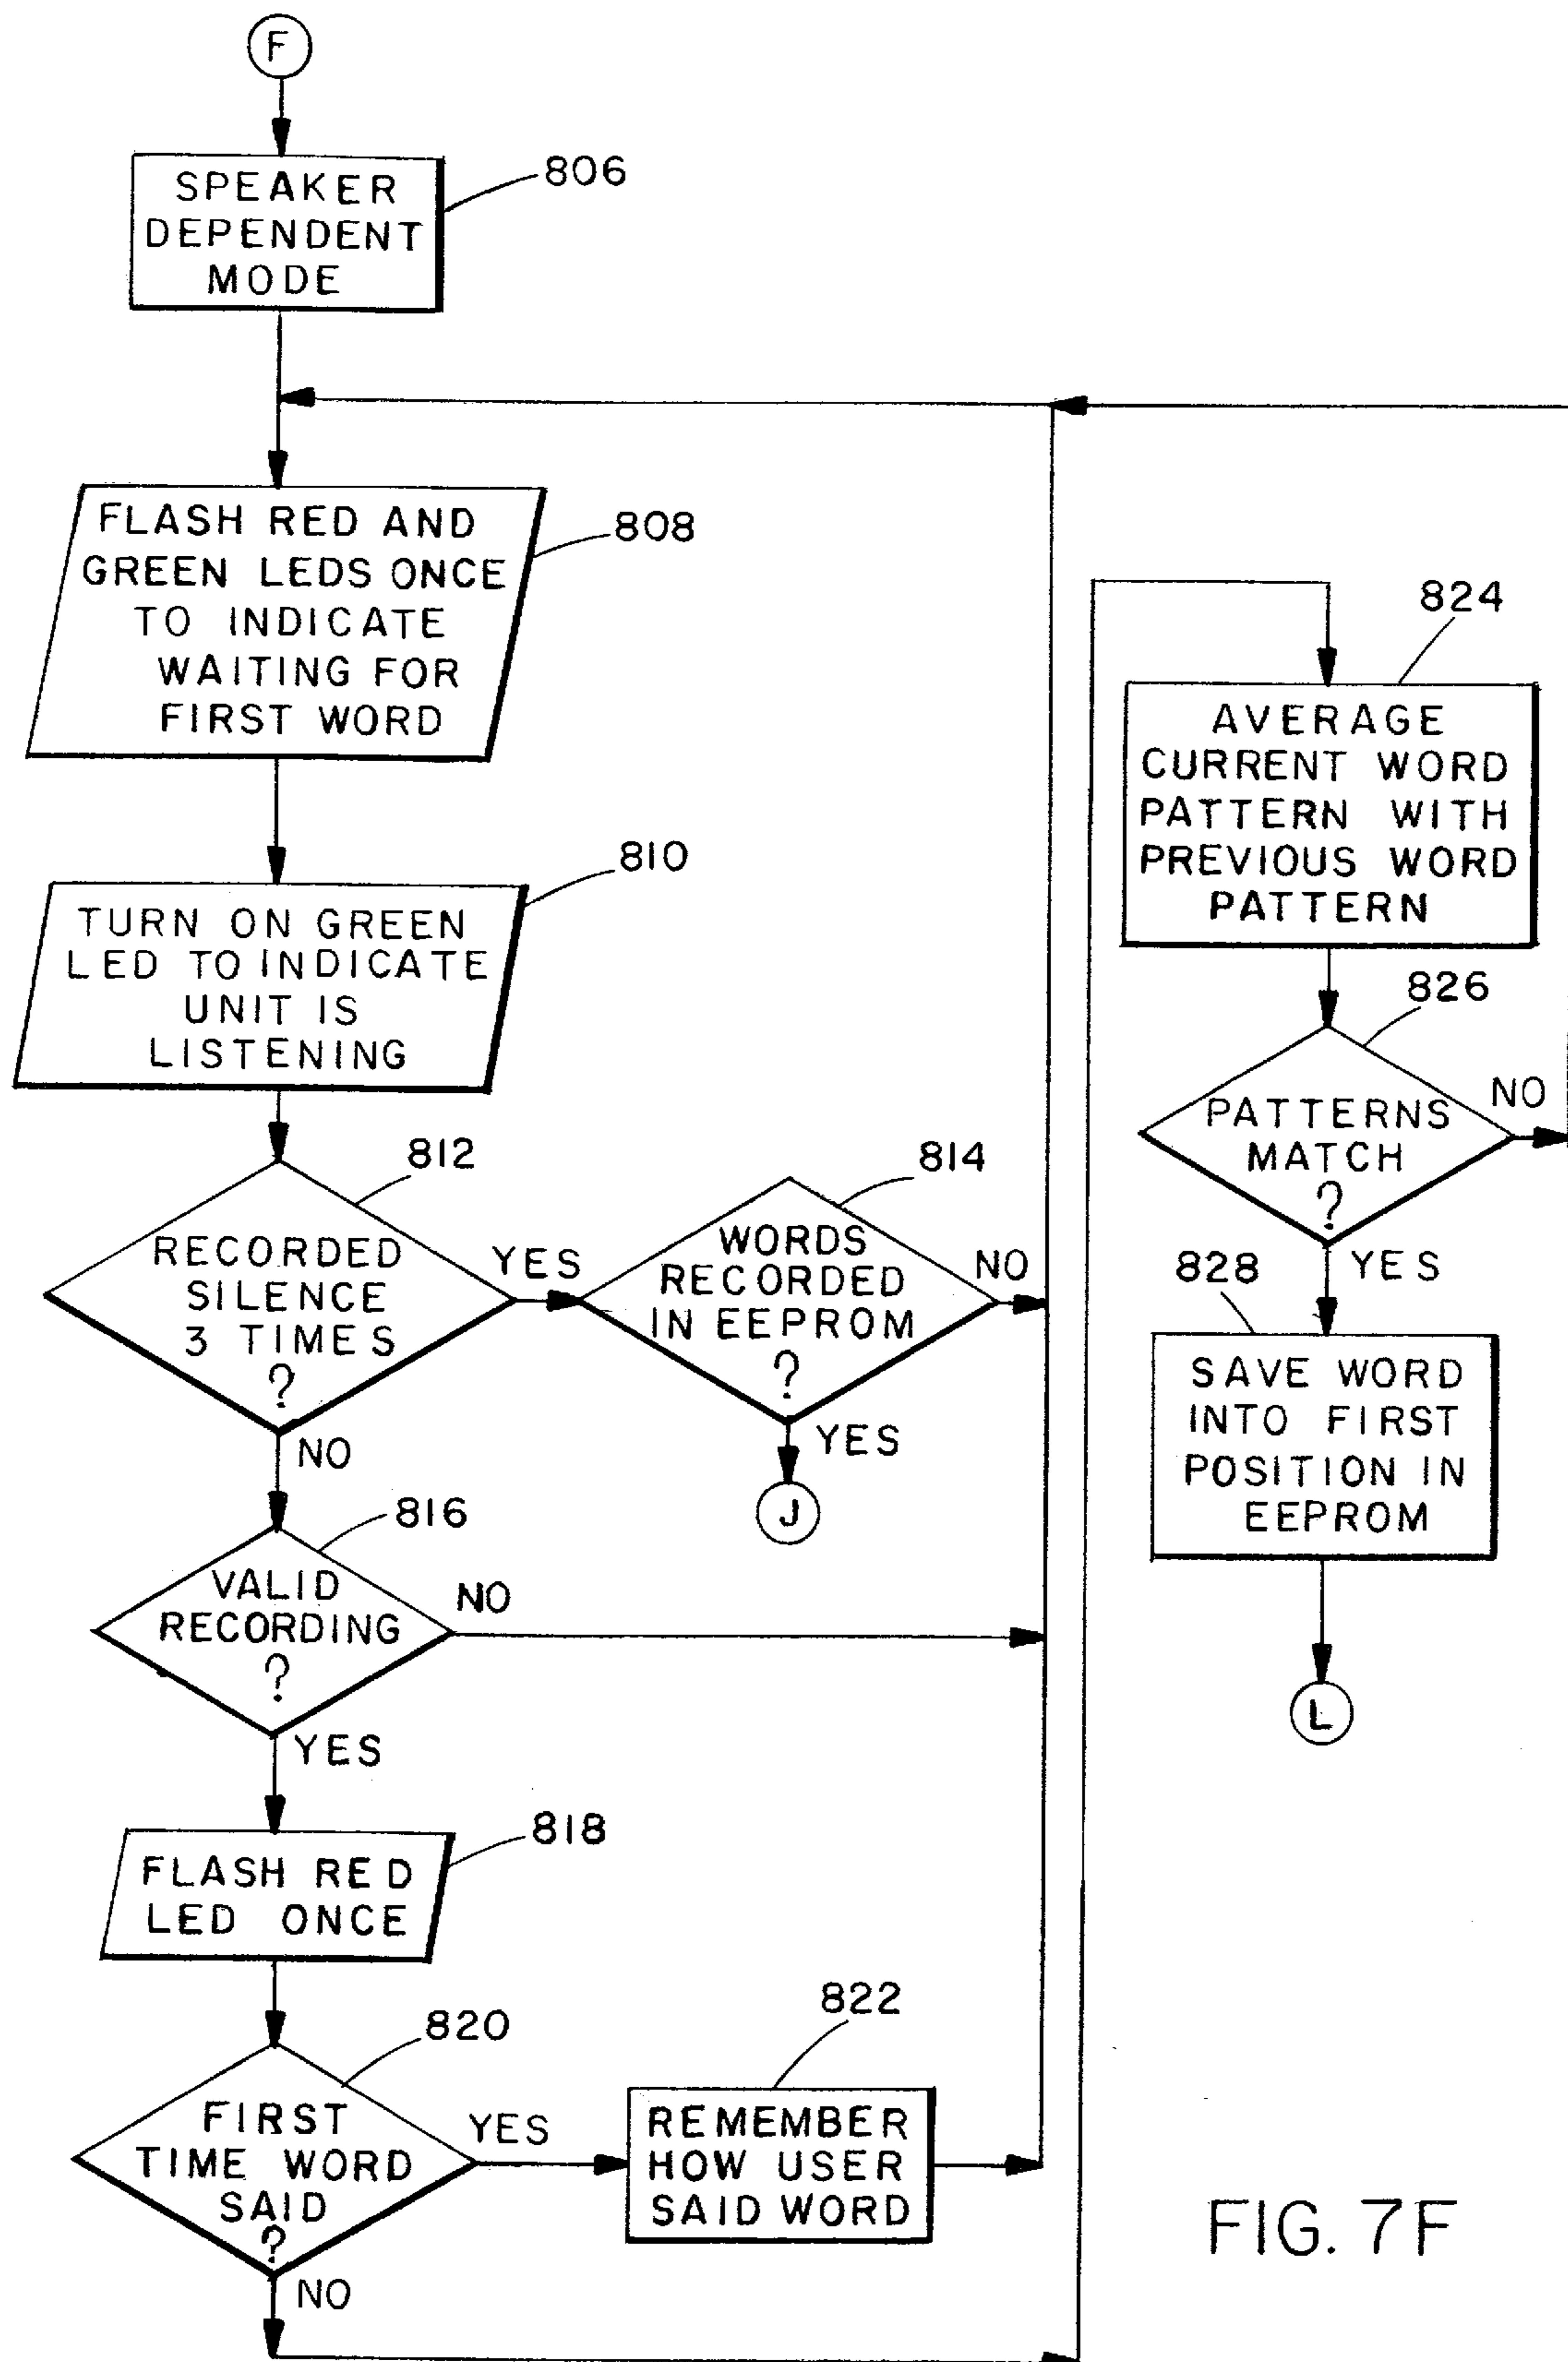 F
SPEAKER
DEPENDENT
MODE
806
FLASH RED AND
GREEN LEDS ONCE
TO INDICATE
WAITING FOR
FIRST WORD
808
TURN ON GREEN
LED TO INDICATE
UNIT IS
LISTENING
810
RECORDED
SILENCE
3 TIMES
?
812
YES
NO
WORDS
RECORDED
IN EEPROM
?
814
NO
YES
J
VALID
RECORDING
?
816
NO
YES
FLASH RED
LED ONCE
818
FIRST
TIME WORD
SAID
?
820
YES
NO
REMEMBER
HOW USER
SAID WORD
822
AVERAGE
CURRENT WORD
PATTERN WITH
PREVIOUS WORD
PATTERN
824
PATTERNS
MATCH
?
826
NO
YES
SAVE WORD
INTO FIRST
POSITION IN
EEPROM
828
L
FIG. 7F